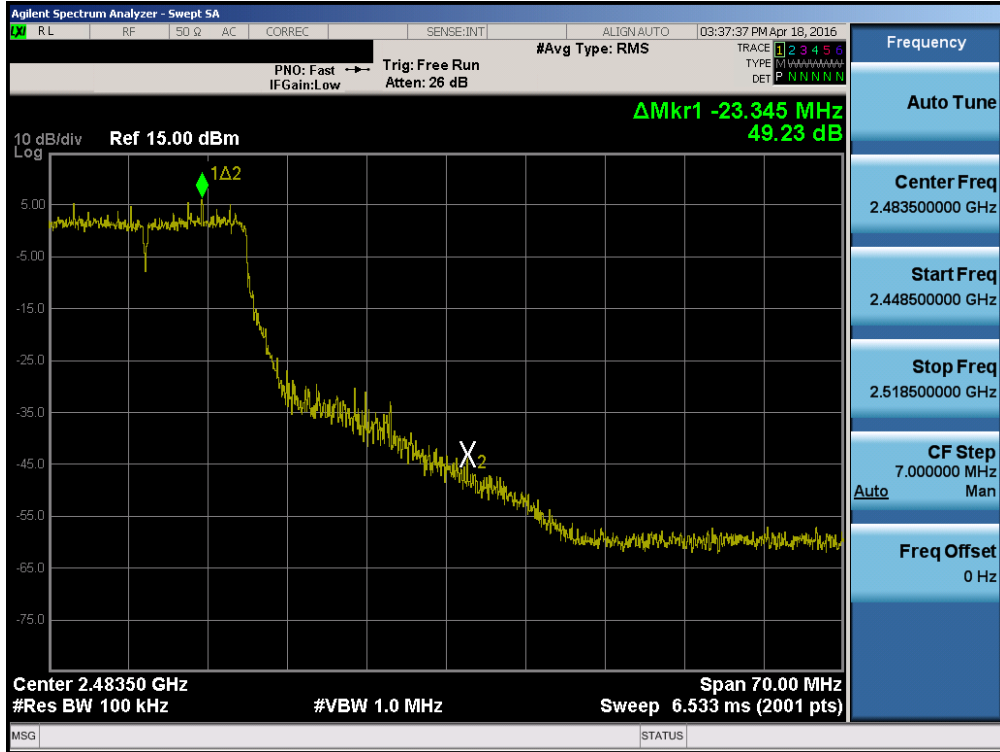 Agilent Spectrum Analyzer - Swept SA
LXI RL RF 50 Ω AC CORREC SENSE:INT ALIGN AUTO 03:37:37 PM Apr 18, 2016
#Avg Type: RMS
TRACE 1 2 3 4 5 6
PNO: Fast Trig: Free Run
TYPE M W W W W W
IFGain:Low Atten: 26 dB
DET P N N N N N
Frequency
Auto Tune
ΔMkr1 -23.345 MHz
49.23 dB
10 dB/div Ref 15.00 dBm
Log
1Δ2
5.00
-5.00
-15.0
-25.0
-35.0
-45.0
-55.0
-65.0
-75.0
X2
Center Freq
2.483500000 GHz
Start Freq
2.448500000 GHz
Stop Freq
2.518500000 GHz
CF Step
7.000000 MHz
Auto Man
Freq Offset
0 Hz
Center 2.48350 GHz Span 70.00 MHz
#Res BW 100 kHz #VBW 1.0 MHz Sweep 6.533 ms (2001 pts)
MSG STATUS